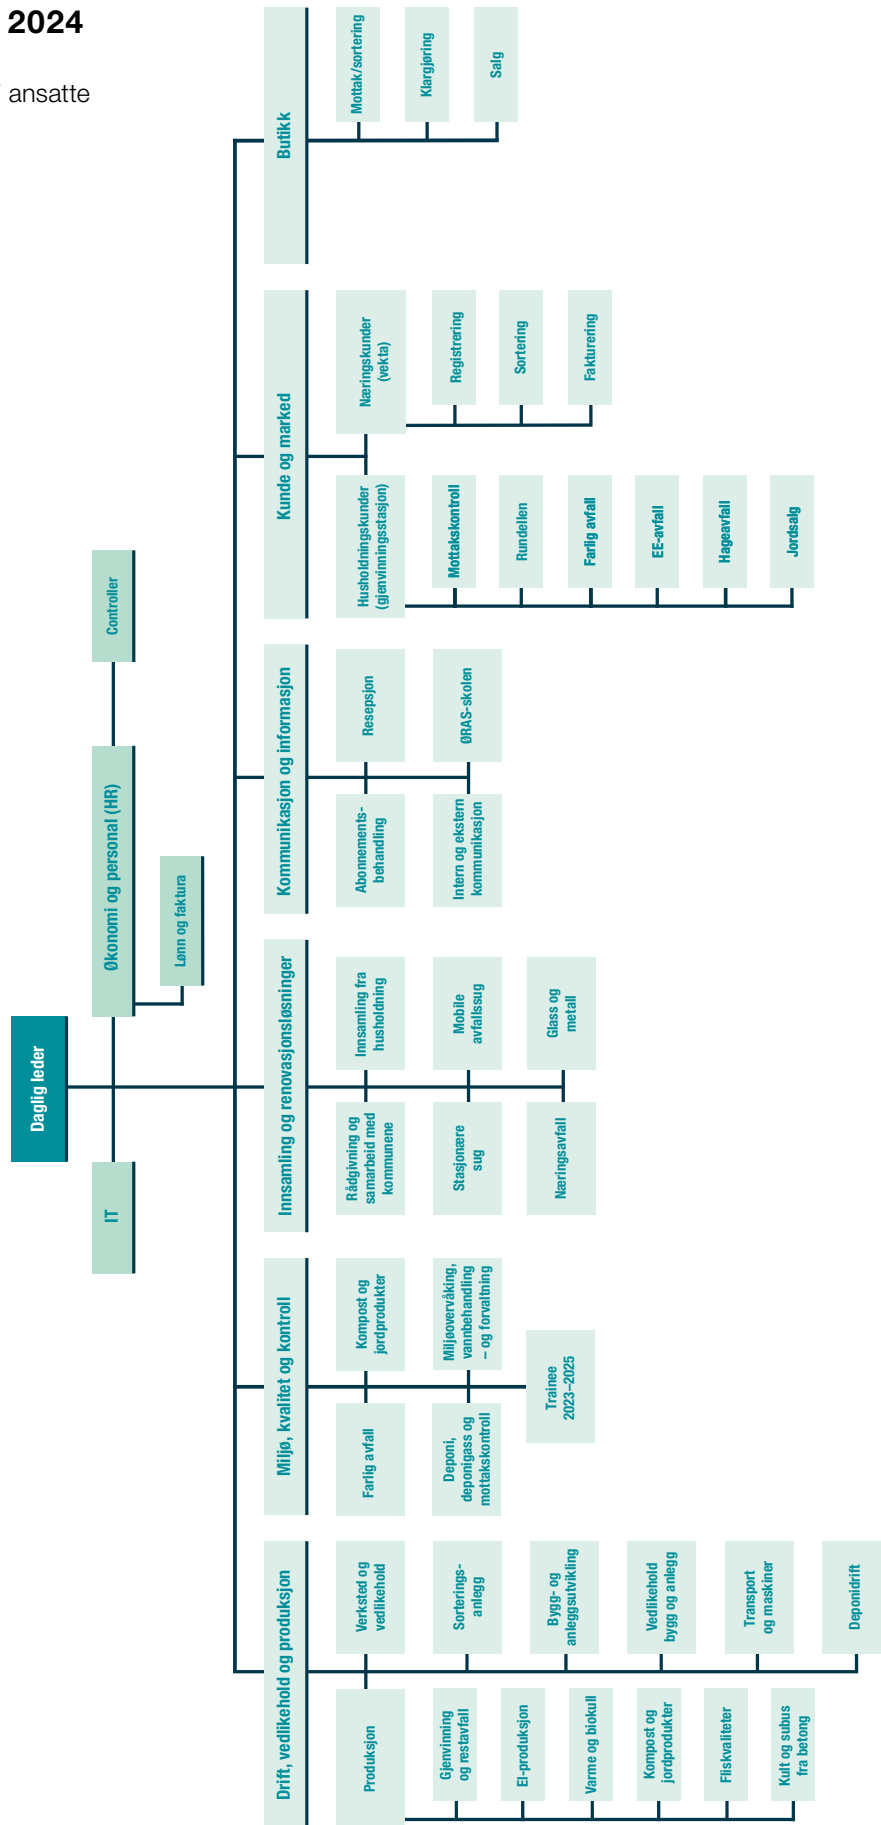 2024
ansatte
Daglig leder
IT
Økonomi og personal (HR)
Controller
Lønn og faktura
Drift, vedlikehold og produksjon
Produksjon
Verksted og
vedlikehold
Gjenvinning
og restavfall
El-produksjon
Varme og biokull
Kompost og
jordprodukter
Fliskvaliteter
Kult og subus
fra betong
Sorterings-
anlegg
Bygg- og
anleggsutvikling
Vedlikehold
bygg og anlegg
Transport
og maskiner
Deponidrift
Miljø, kvalitet og kontroll
Farlig avfall
Kompost og
jordprodukter
Deponi,
deponigass og
mottakskontroll
Miljøovervåking,
vannbehandling
– og forvaltning
Trainee
2023–2025
Innsamling og renovasjonsløsninger
Rådgivning og
samarbeid med
kommunene
Innsamling fra
husholdning
Stasjonære
sug
Mobile
avfallssug
Næringsavfall
Glass og
metall
Kommunikasjon og informasjon
Abonnements-
behandling
Resepsjon
Intern og ekstern
kommunikasjon
ØRAS-skolen
Kunde og marked
Husholdningskunder
(gjenvinningsstasjon)
Næringskunder
(vekta)
Mottakskontroll
Rundellen
Farlig avfall
EE-avfall
Hageavfall
Jordsalg
Registrering
Sortering
Fakturering
Butikk
Mottak/sortering
Klargjøring
Salg